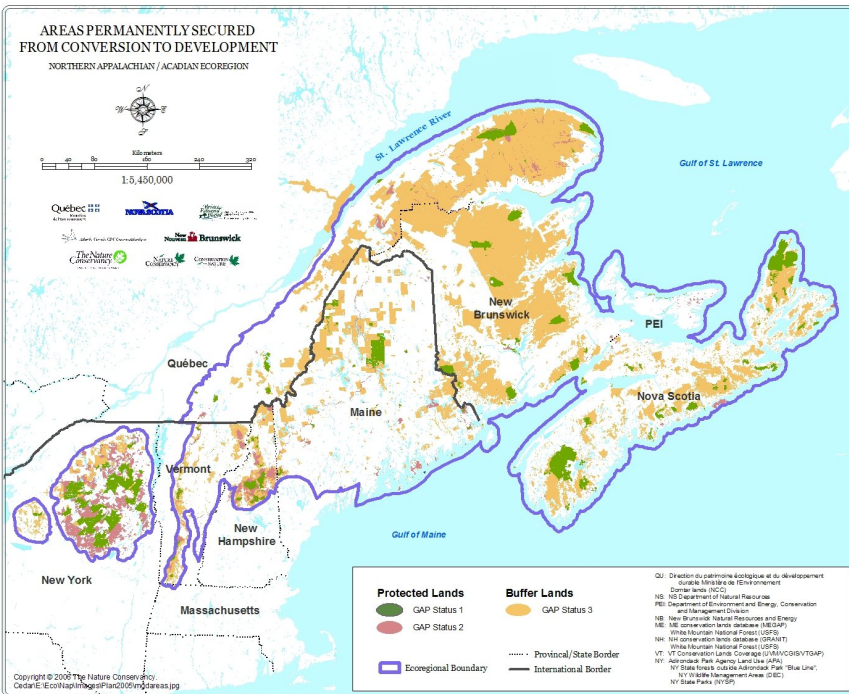 AREAS PERMANENTLY SECURED
FROM CONVERSION TO DEVELOPMENT
NORTHERN APPALACHIAN / ACADIAN ECOREGION
N
W
E
S
Kilometers
0 40 80 160 240 320
1:5,450,000
Québec
NOVA SCOTIA
New
Nouveau
Brunswick
The Nature
Conservancy
NATURE
CONSERVANCY
CONSERVATION
NATURE
St. Lawrence River
Gulf of St. Lawrence
New
Brunswick
PEI
Québec
Nova Scotia
Maine
Vermont
New
Hampshire
Gulf of Maine
New York
Massachusetts
Protected Lands
GAP Status 1
GAP Status 2
Buffer Lands
GAP Status 3
Ecoregional Boundary
Provincial/State Border
International Border
QU: Direction du patrimoine écologique et du développement
durable Ministère de l'Environnement
Domtar lands (NCC)
NS: NS Department of Natural Resources
PEI: Department of Environment and Energy, Conservation
and Management Division
NB: New Brunswick Natural Resources and Energy
ME: ME conservation lands database (MEGAP)
White Mountain National Forest (USFS)
NH: NH conservation lands database (GRANIT)
White Mountain National Forest (USFS)
VT: VT Conservation Lands Coverage (UVM/VCGIS/VTGAP)
NY: Adirondack Park Agency Land Use (APA)
NY State forests outside Adirondack Park "Blue Line",
NY Wildlife Management Areas (DEC)
NY State Parks (NYSP)
Copyright © 2006 The Nature Conservancy.